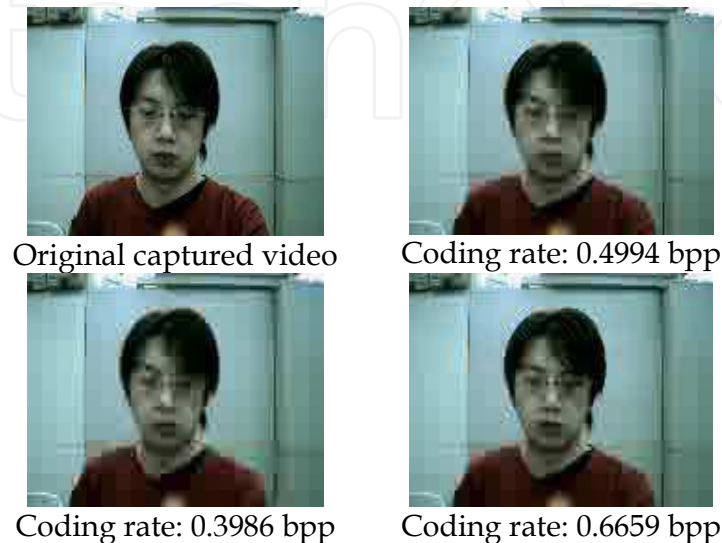 Original captured video
Coding rate: 0.4994 bpp
Coding rate: 0.3986 bpp
Coding rate: 0.6659 bpp